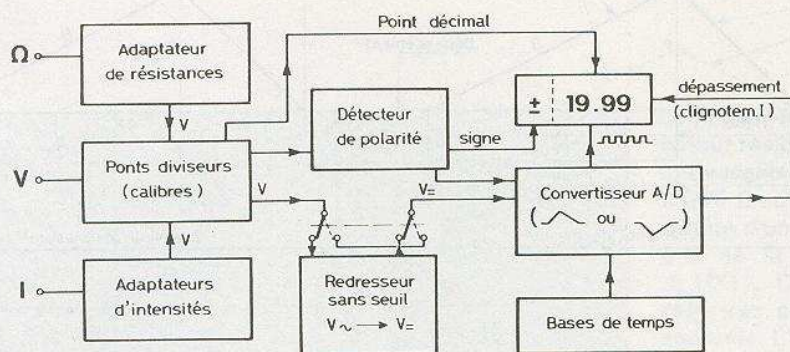 Point décimal
Ω
Adaptateur
de résistances
V
Détecteur
de polarité
signe
± 19.99
dépassement
(clignotem.I)
V
Ponts diviseurs
(calibres)
V
V=
Convertisseur A/D
( ou )
V
I
Adaptateurs
d'intensités
Redresseur
sans seuil
V~ → V=
Bases de temps